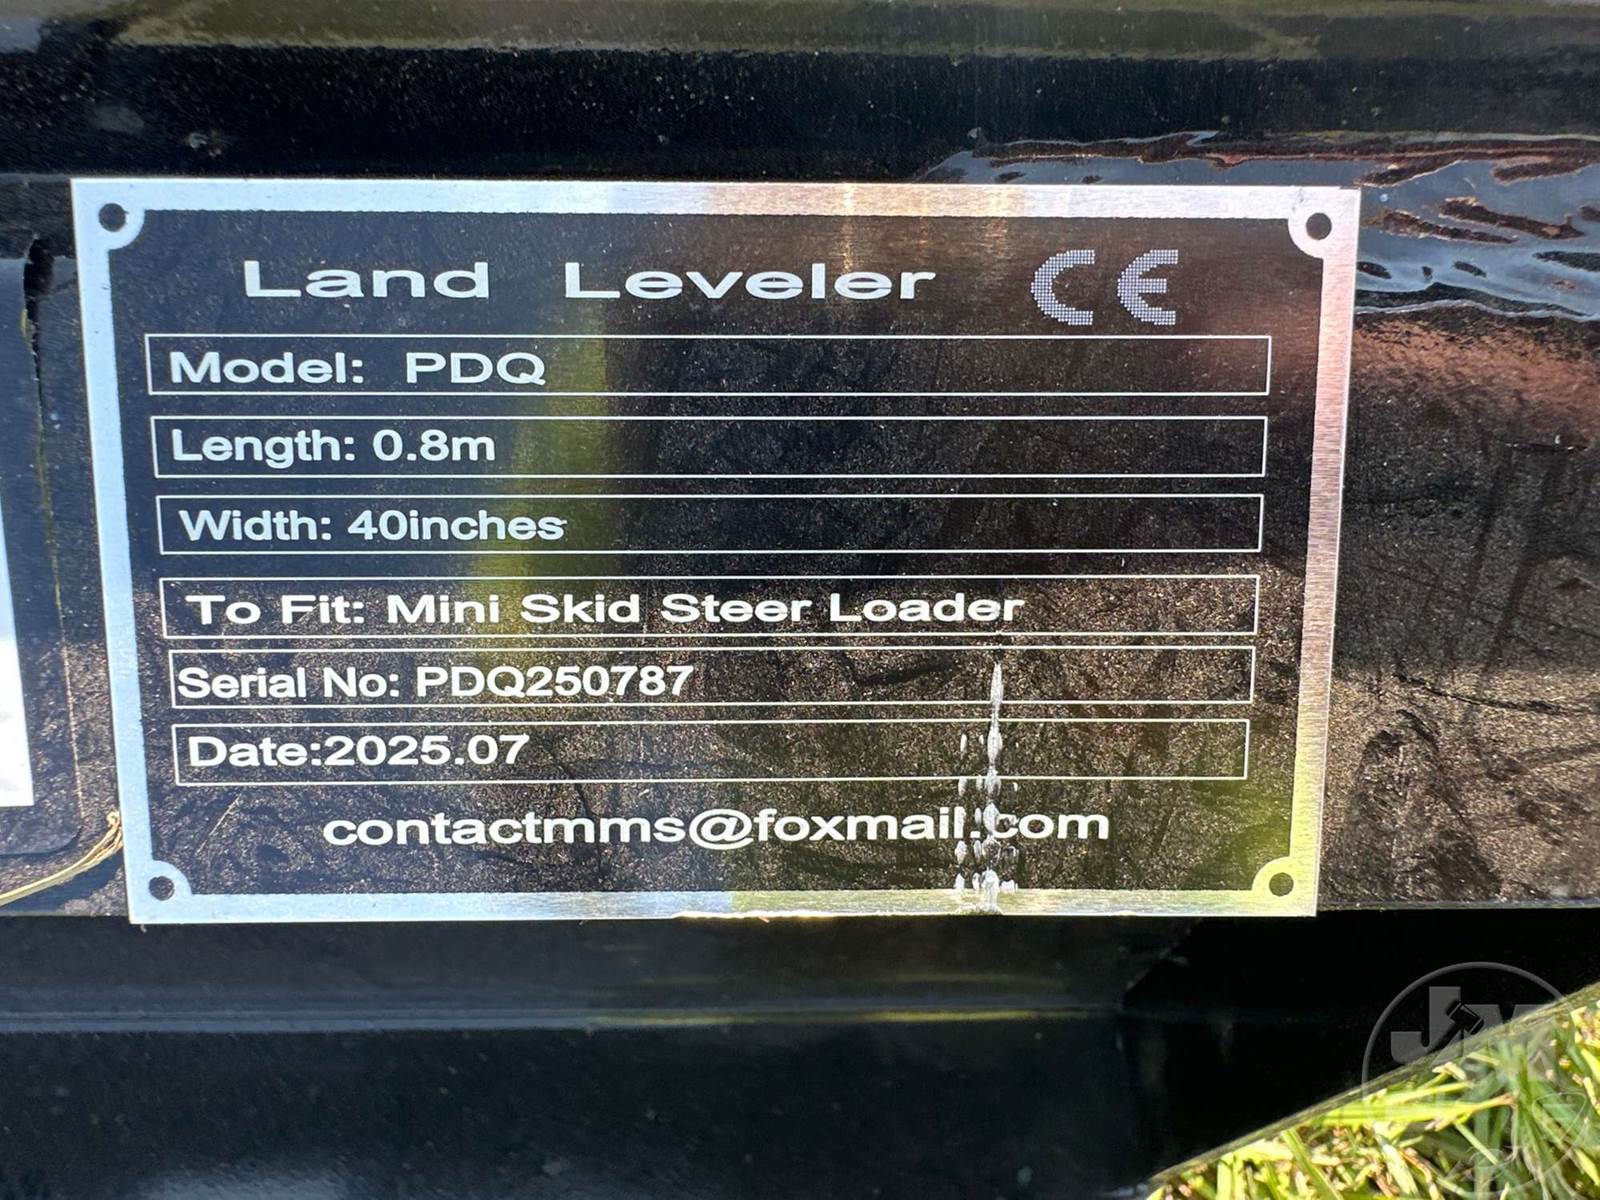 Land Leveler CE
Model: PDQ
Length: 0.8m
Width: 40inches
To Fit: Mini Skid Steer Loader
Serial No: PDQ250787
Date:2025.07
contactmms@foxmail.com
JM